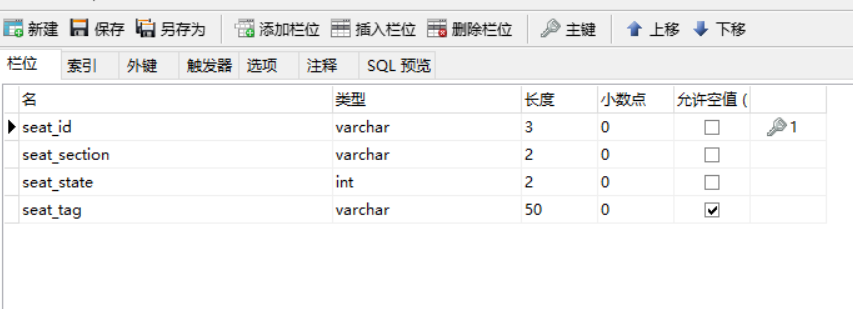 新建 保存 另存为 添加栏位 插入栏位 删除栏位 主键 上移 下移
栏位 索引 外键 触发器 选项 注释 SQL 预览
名 类型 长度 小数点 允许空值 (
seat_id varchar 3 0 1
seat_section varchar 2 0
seat_state int 2 0
seat_tag varchar 50 0